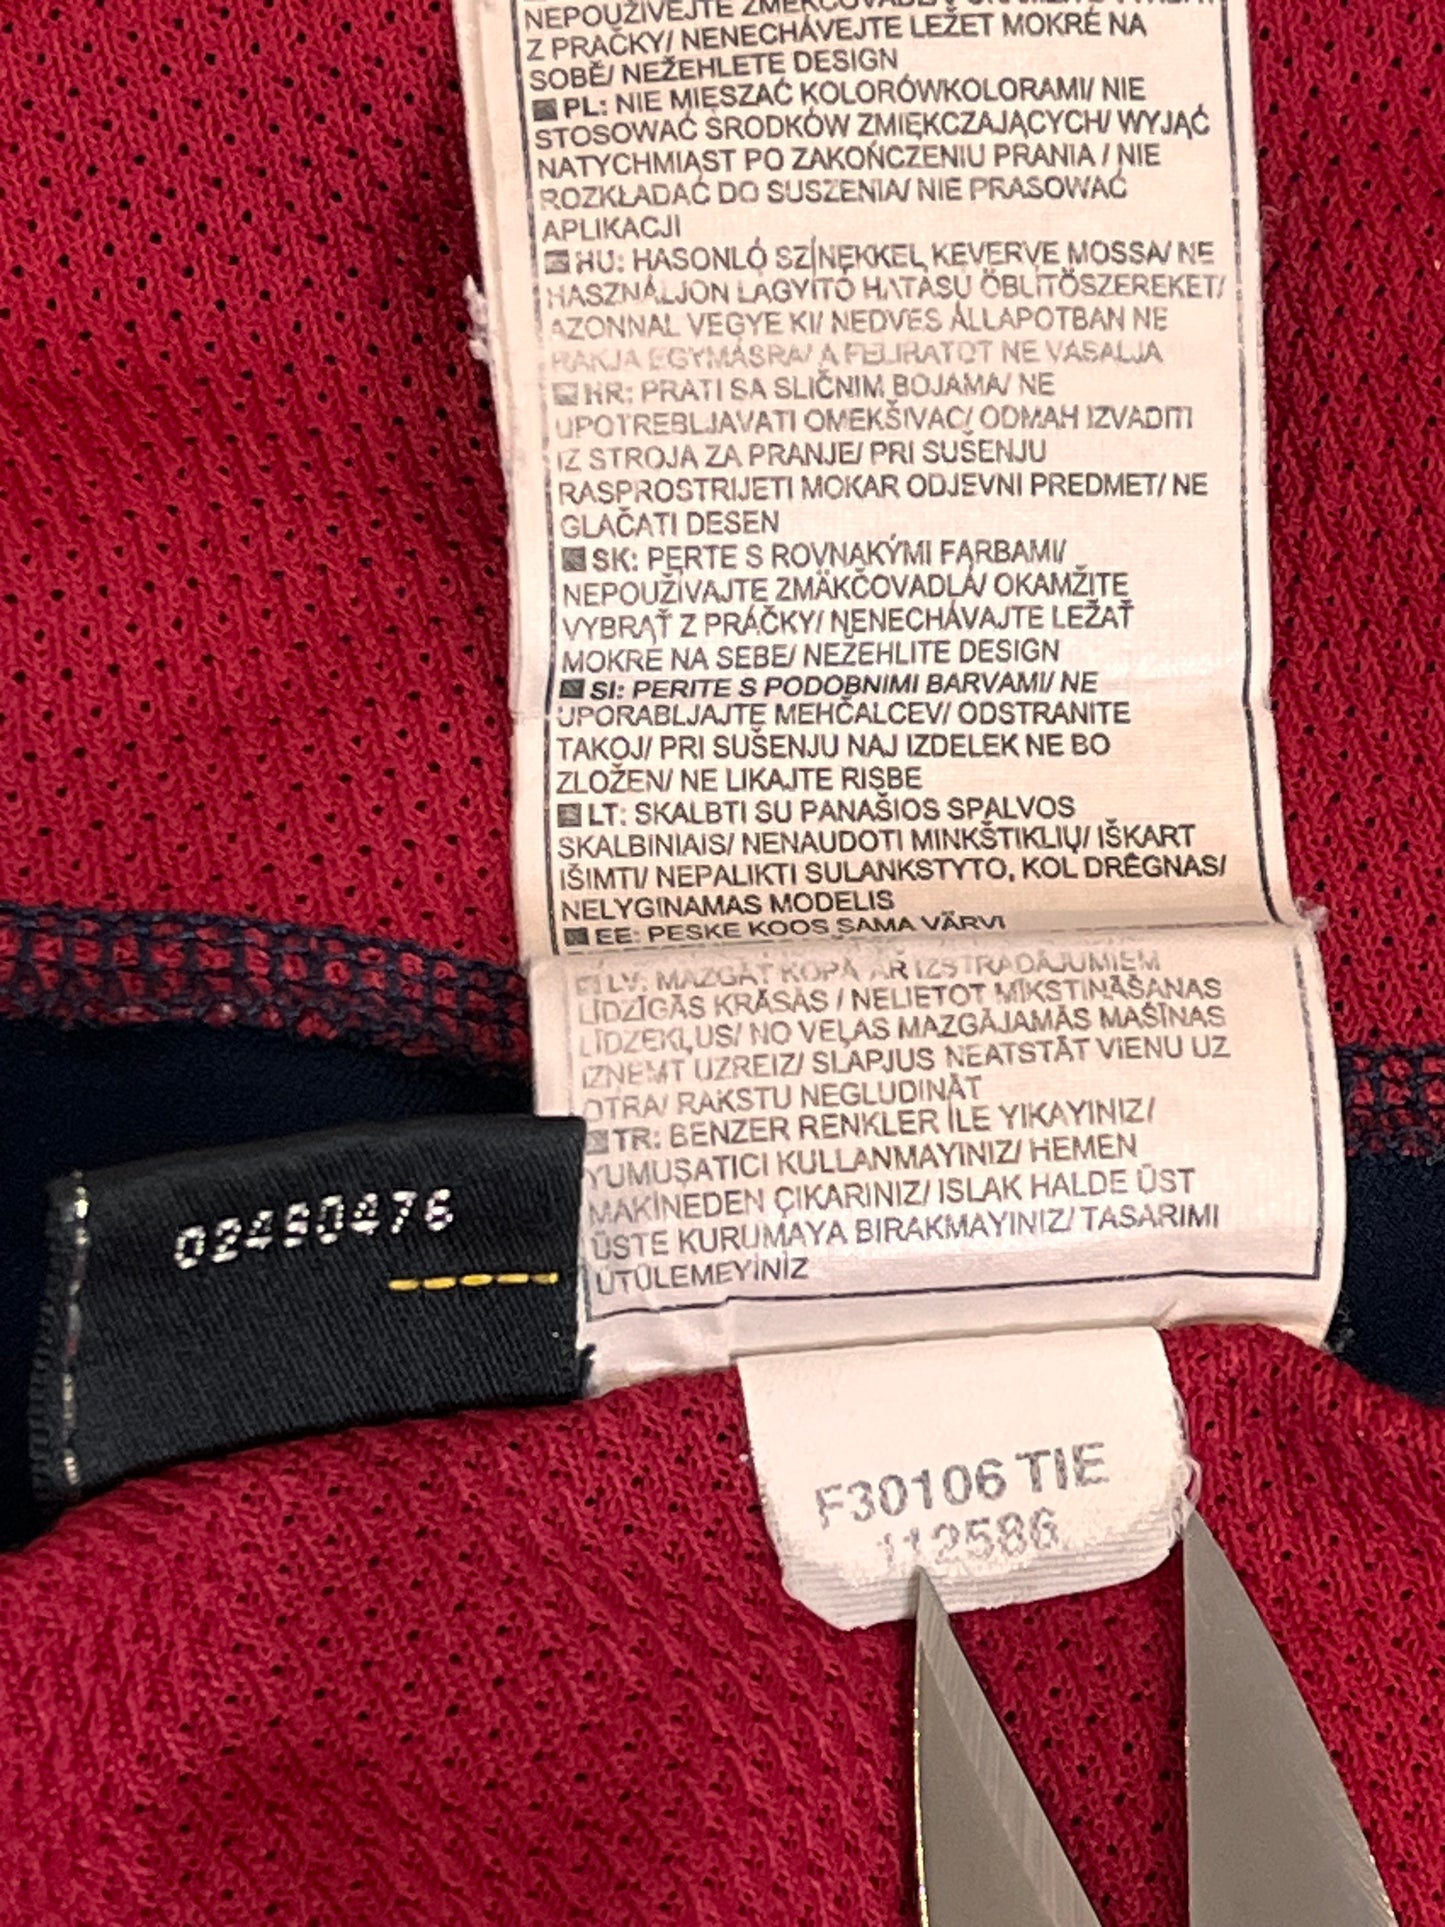 NEPOUŽÍVEJTE
Z PRAČKY/ NENECHÁVEJTE LEŽET MOKRÉ NA
SOBĚ/ NEŽEHLETE DESIGN
PL: NIE MIĘSZAĆ KOLORÓWKOLORAMI/ NIE
STOSOWAĆ ŚRODKÓW ZMIĘKCZAJĄCYCH/ WYJĄĆ
NATYCHMIAST PO ZAKOŃCZENIU PRANIA / NIE
ROZKŁADAĆ DO SUSZENIA/ NIE PRASOWAĆ
APLIKACJI
HU: HASONLÓ SZÍNEKKEL KEVERVE MOSSA/ NE
HASZNÁLJON LAGYÍTÓ HATÁSU ÖBLÍTÖSZEREKET/
AZONNAL VEGYE KI/ NEDVES ÁLLAPOTBAN NE
RAKJA EGYMÁSRA/ A FELIRATOT NE VASALJA
HR: PRATI SA SLIČNIM BOJAMA/ NE
UPOTREBLJAVATI OMEKŠIVAC/ ODMAH IZVADITI
IZ STROJA ZA PRANJE/ PRI SUŠENJU
RASPROSTRIJETI MOKAR ODJEVNI PREDMET/ NE
GLAČATI DESEN
SK: PERTE S ROVNAKÝMI FARBAMI/
NEPOUŽÍVAJTE ZMÄKČOVADLÁ/ OKAMŽITE
VYBRAŤ Z PRÁČKY/ NENECHÁVAJTE LEŽAŤ
MOKRÉ NA SEBE/ NEŽEHLITE DESIGN
SI: PERITE S PODOBNIMI BARVAMI/ NE
UPORABLJAJTE MEHČALCEV/ ODSTRANITE
TAKOJ/ PRI SUŠENJU NAJ IZDELEK NE BO
ZLOŽEN/ NE LIKAJTE RISBE
LT: SKALBTI SU PANAŠIOS SPALVOS
SKALBINIAIS/ NENAUDOTI MINKŠTIKLIŲ/ IŠKART
IŠIMTI/ NEPALIKTI SULANKSTYTO, KOL DRĖGNAS/
NELYGINAMAS MODELIS
EE: PESKE KOOS SAMA VÄRVI
LV: MAZGĀT KOPĀ AR IZSTRĀDĀJUMIEM
LĪDZĪGĀS KRĀSĀS / NELIETOT MĪKSTINĀŠANAS
LĪDZEKĻUS/ NO VEĻAS MAZGĀJAMĀS MAŠĪNAS
IZŅEMT UZREIZ/ SLAPJUS NEATSTĀT VIENU UZ
OTRA/ RAKSTU NEGLUDINĀT
TR: BENZER RENKLER İLE YIKAYINIZ/
YUMUŞATICI KULLANMAYINIZ/ HEMEN
MAKİNEDEN ÇIKARINIZ/ ISLAK HALDE ÜST
ÜSTE KURUMAYA BIRAKMAYINIZ/ TASARIMI
ÜTÜLEMEYİNİZ
02480476
F30106 TIE
112586